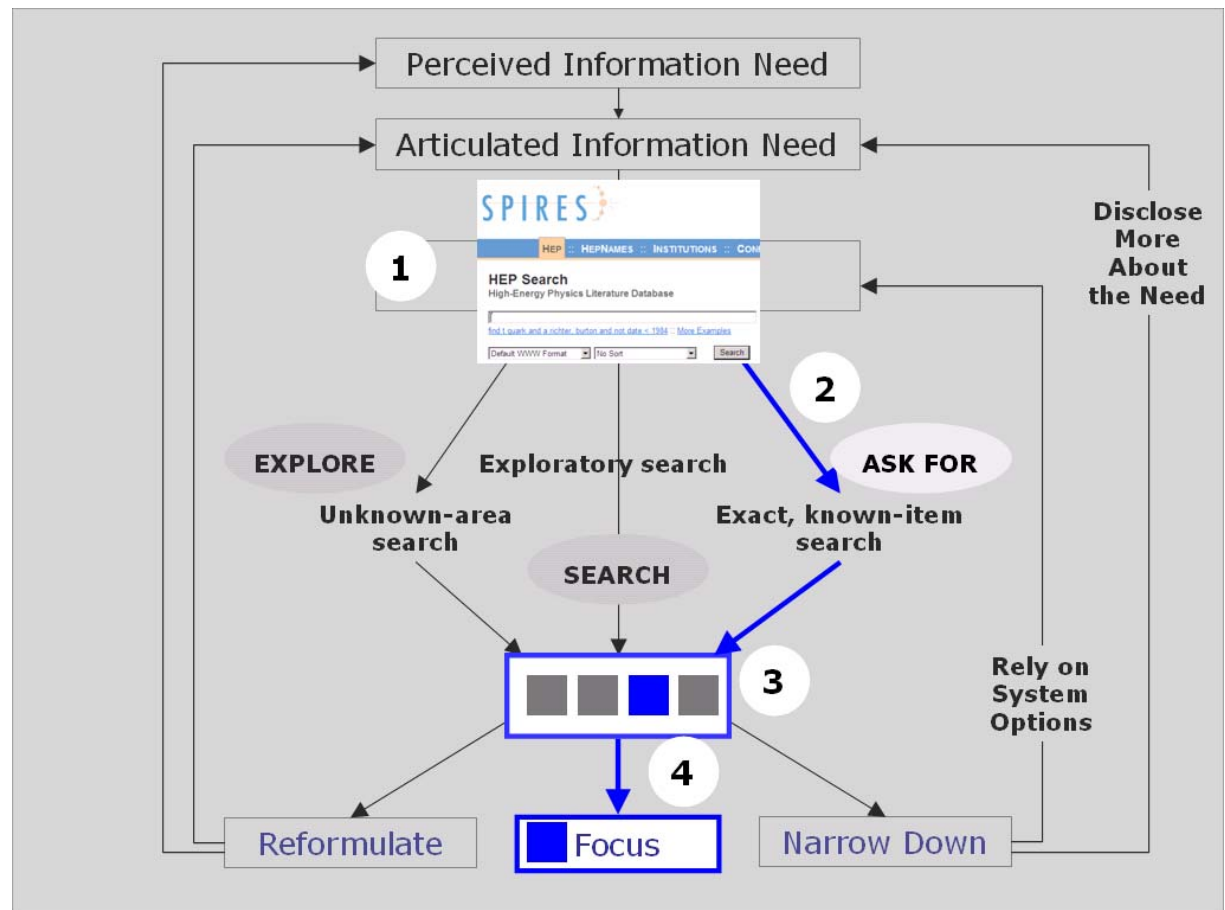 Perceived Information Need
Articulated Information Need
SPIRES
HEP :: HEPNAMES :: INSTITUTIONS :: CON
1
HEP Search
High-Energy Physics Literature Database
find t quark and a richter, burton and not date < 1984 :: More Examples
Default WWW Format
No Sort
Search
Disclose
More
About
the Need
2
EXPLORE
Exploratory search
ASK FOR
Unknown-area
search
Exact, known-item
search
SEARCH
3
Rely on
System
Options
4
Reformulate
Focus
Narrow Down